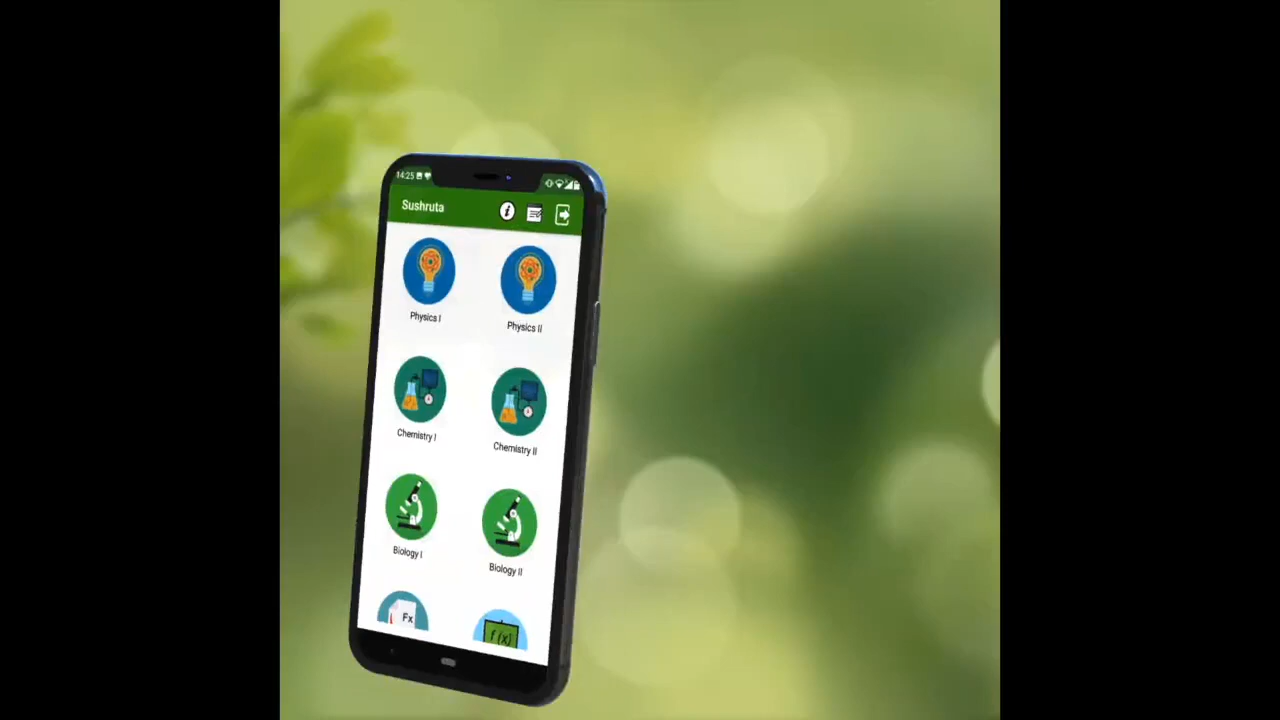 14:25
Sushruta
Physics I
Physics II
Chemistry I
Chemistry II
Biology I
Biology II
Fx
f(x)